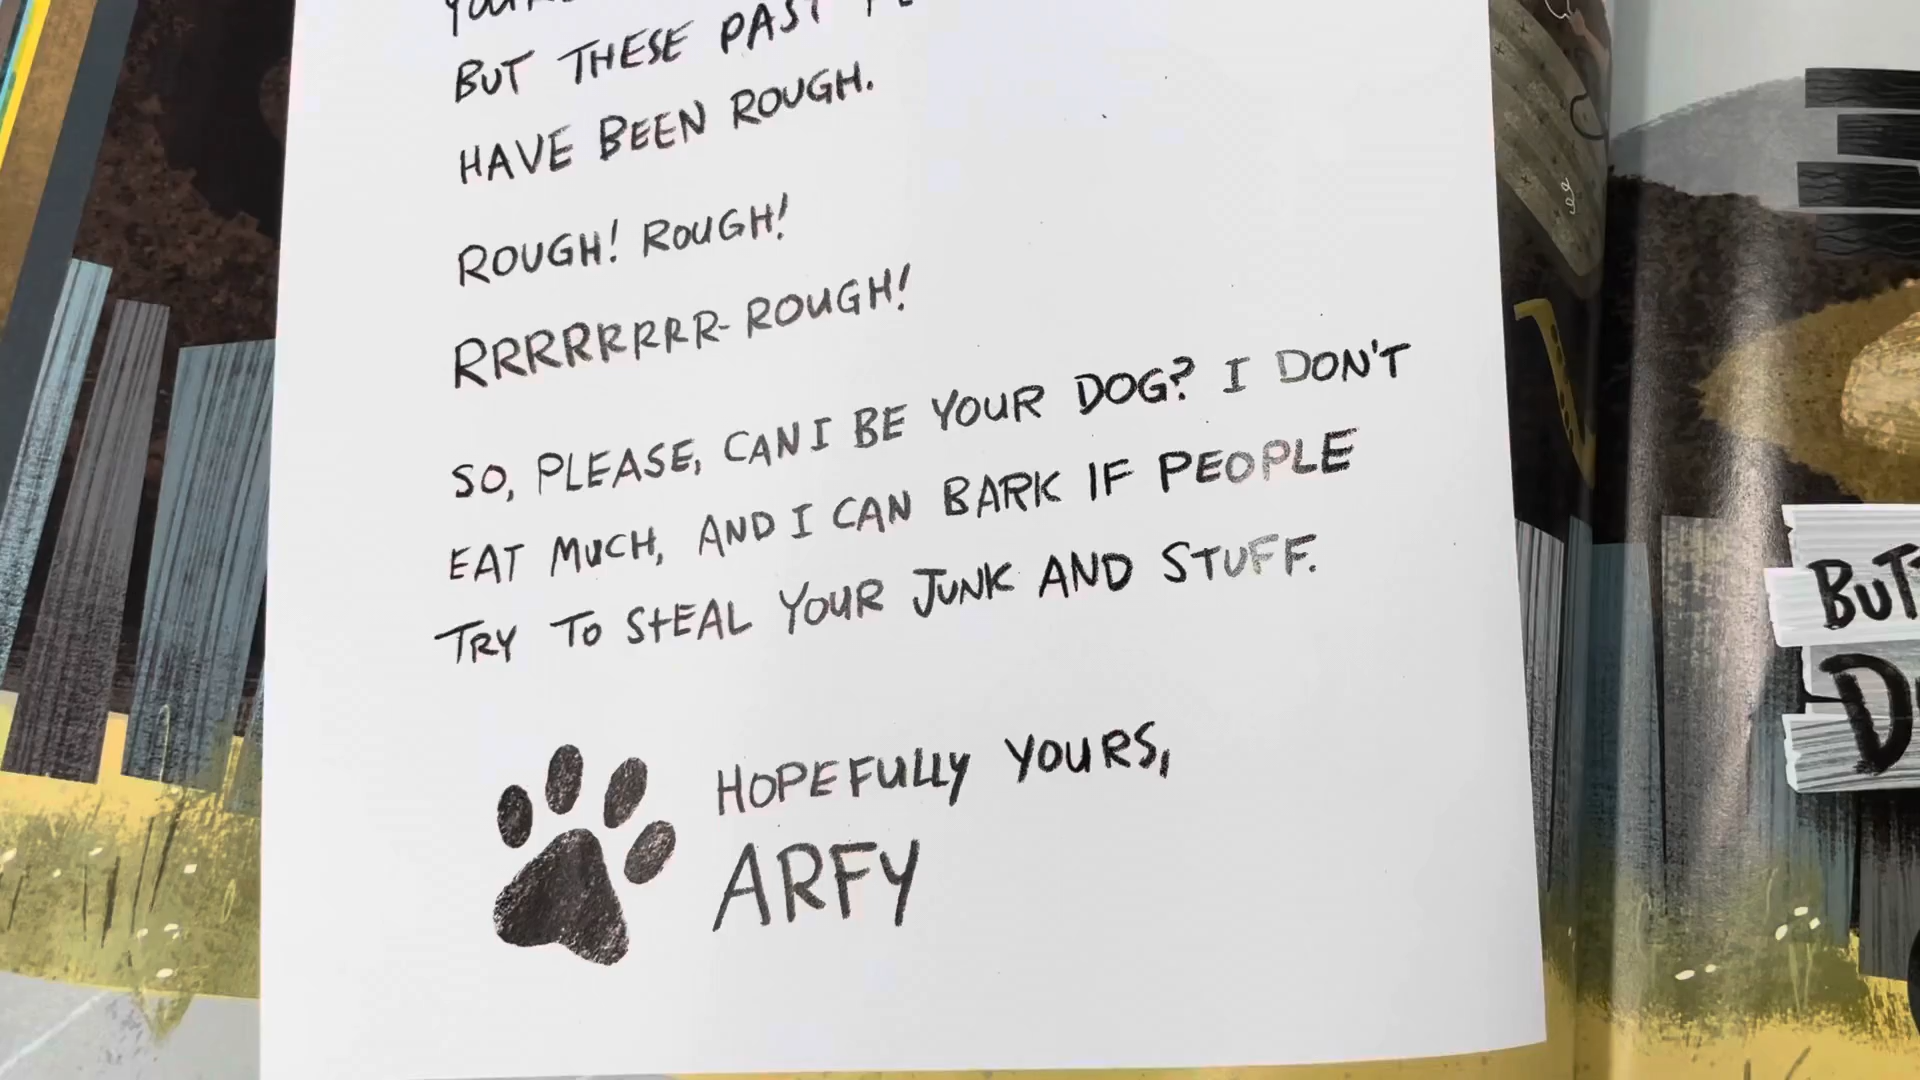 BUT THESE PAST
HAVE BEEN ROUGH.
ROUGH! ROUGH!
RRRRRRRR-ROUGH!
SO, PLEASE, CAN I BE YOUR DOG? I DON'T
EAT MUCH, AND I CAN BARK IF PEOPLE
TRY TO STEAL YOUR JUNK AND STUFF.
HOPEFULLY YOURS,
ARFY